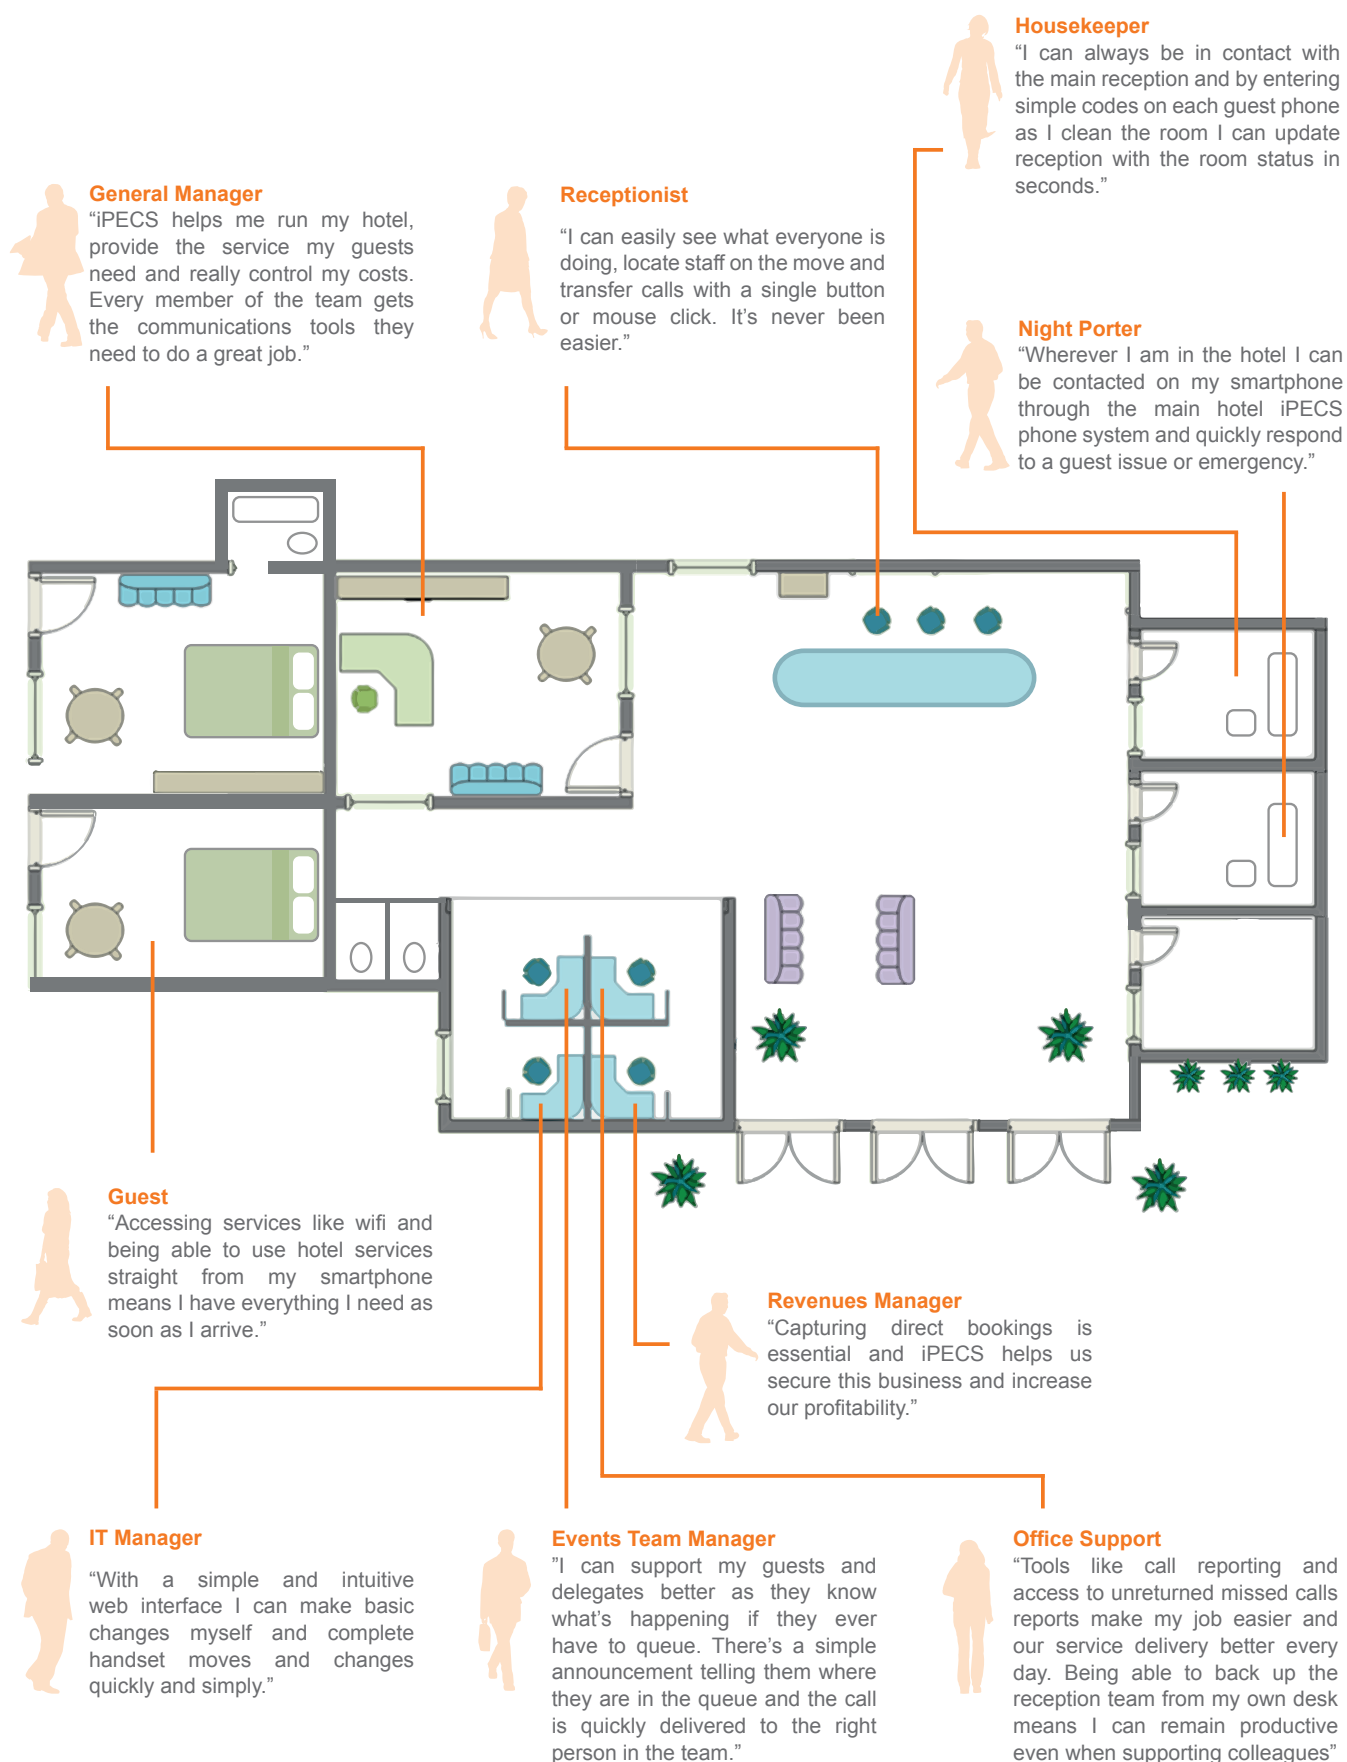 Housekeeper
“I can always be in contact with
the main reception and by entering
simple codes on each guest phone
as I clean the room I can update
reception with the room status in
seconds.”
General Manager
“iPECS helps me run my hotel,
provide the service my guests
need and really control my costs.
Every member of the team gets
the communications tools they
need to do a great job.”
Receptionist
“I can easily see what everyone is
doing, locate staff on the move and
transfer calls with a single button
or mouse click. It’s never been
easier.”
Night Porter
“Wherever I am in the hotel I can
be contacted on my smartphone
through the main hotel iPECS
phone system and quickly respond
to a guest issue or emergency.”
Guest
“Accessing services like wifi and
being able to use hotel services
straight from my smartphone
means I have everything I need as
soon as I arrive.”
Revenues Manager
“Capturing direct bookings is
essential and iPECS helps us
secure this business and increase
our profitability.”
IT Manager
“With a simple and intuitive
web interface I can make basic
changes myself and complete
handset moves and changes
quickly and simply.”
Events Team Manager
”I can support my guests and
delegates better as they know
what’s happening if they ever
have to queue. There’s a simple
announcement telling them where
they are in the queue and the call
is quickly delivered to the right
person in the team.”
Office Support
“Tools like call reporting and
access to unreturned missed calls
reports make my job easier and
our service delivery better every
day. Being able to back up the
reception team from my own desk
means I can remain productive
even when supporting colleagues”